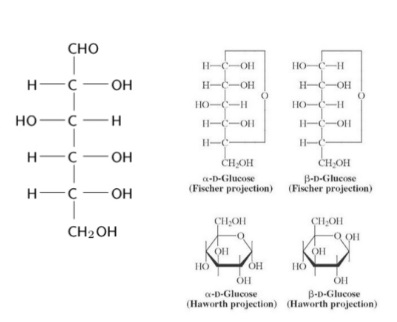 CHO
H—C—OH
HO—C—H
H—C—OH
H—C—OH
CH₂OH
H—C—OH
H—C—OH
HO—C—H
H—C—OH
H—C
O
CH₂OH
α-D-Glucose
(Fischer projection)
HO—C—H
H—C—OH
HO—C—H
H—C—OH
H—C
O
CH₂OH
β-D-Glucose
(Fischer projection)
CH₂OH
O
OH
HO
OH
OH
α-D-Glucose
(Haworth projection)
CH₂OH
O OH
OH
HO
OH
β-D-Glucose
(Haworth projection)